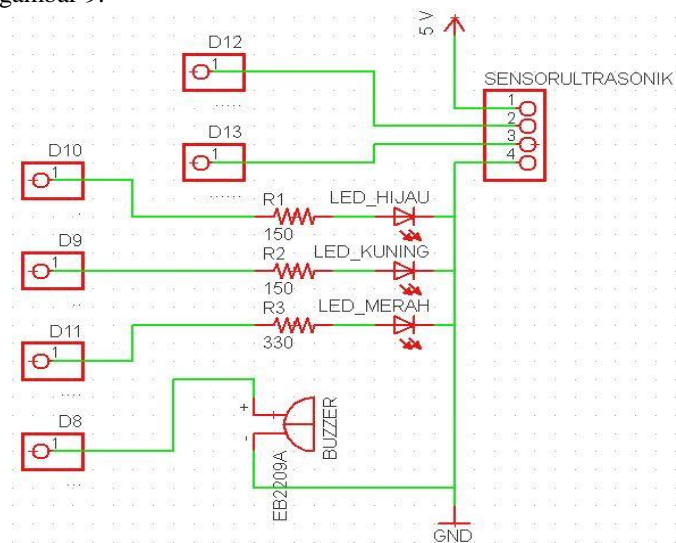 gambar 9.
5 V
D12
1
SENSORULTRASONIK
1
2
3
4
D13
1
D10
1
R1
LED_HIJAU
150
D9
1
R2
LED_KUNING
150
R3
LED_MERAH
330
D11
1
D8
1
+
-
BUZZER
EB2209A
GND